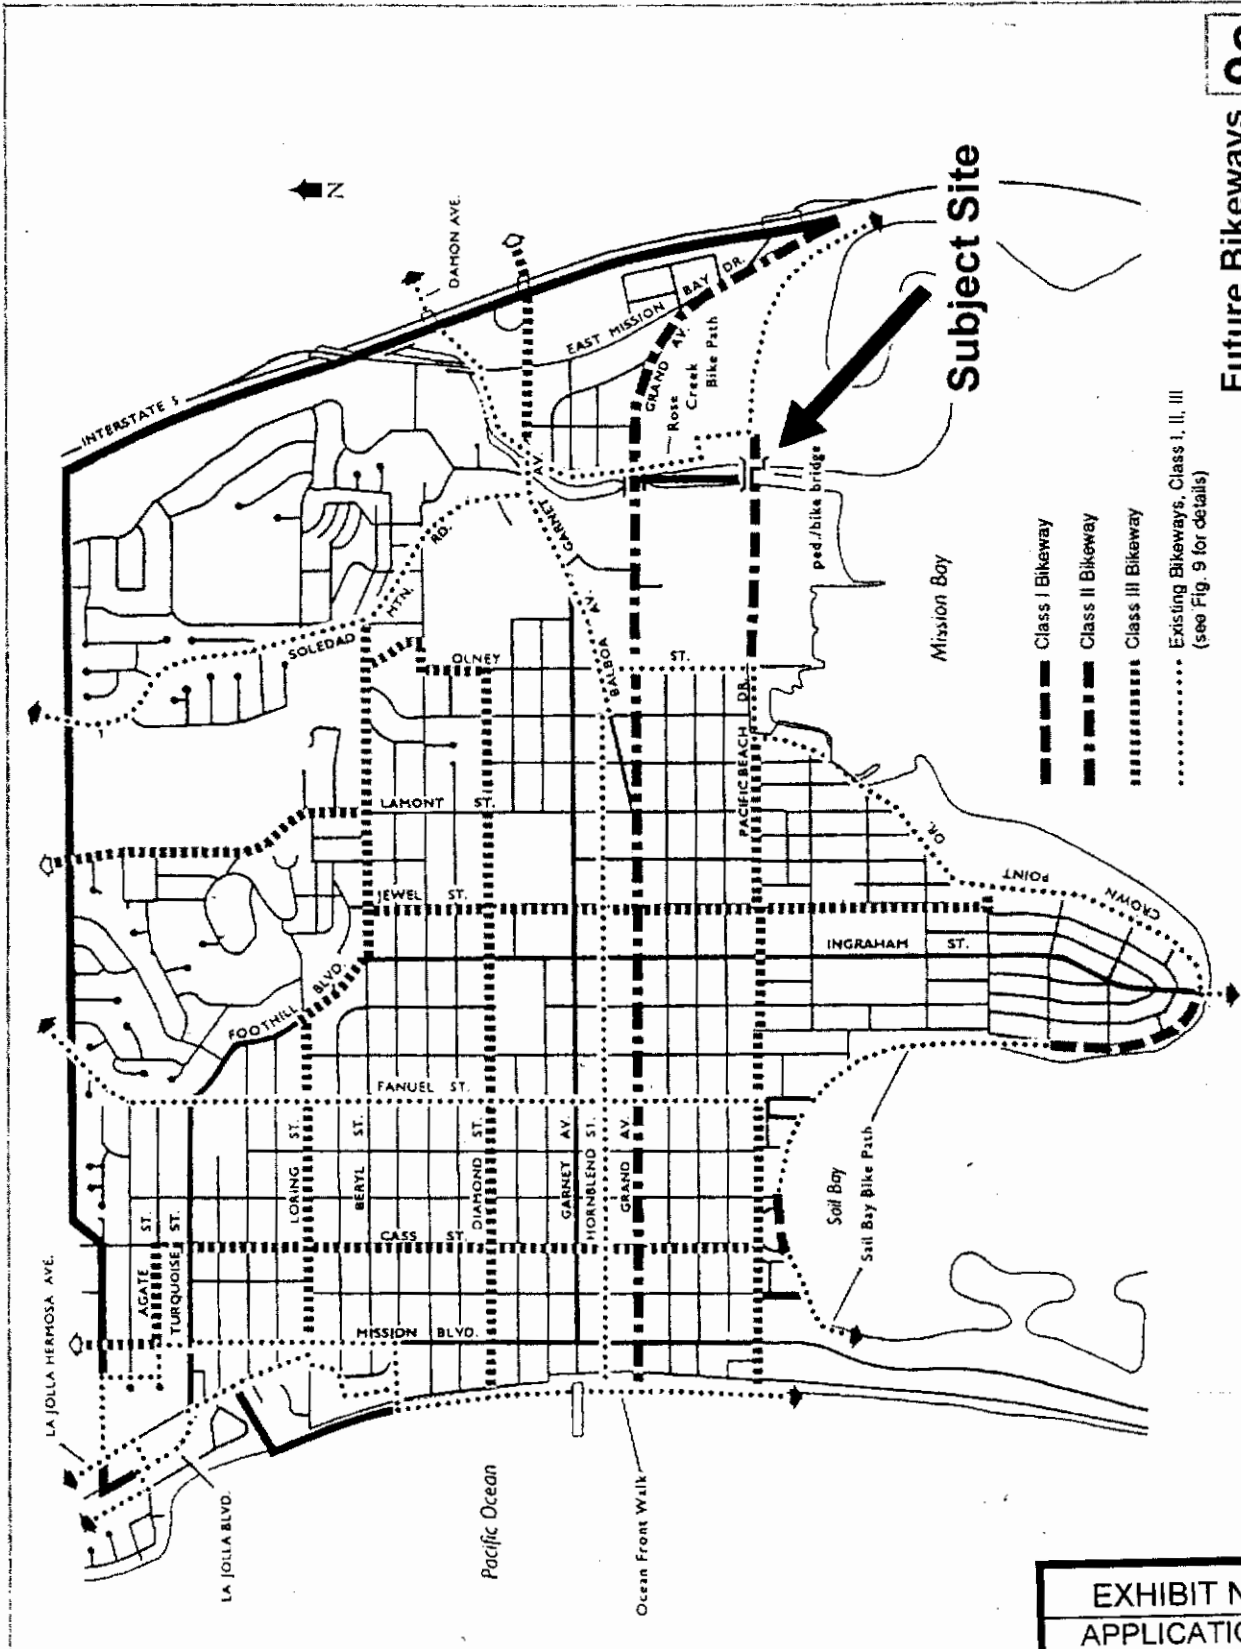 LA JOLLA HERMOSA AVE.
LA JOLLA BLVD.
AGATE ST.
TURQUOISE ST.
LORING ST.
BERYL ST.
DIAMOND ST.
GARNET AV.
HORNBLEND ST.
GRAND AV.
MISSION BLVD.
CASS ST.
FANUEL ST.
FOOTHILL BLVD.
INGRAHAM ST.
JEWEL ST.
LAMONT ST.
OLNEY ST.
SOLEDAD MTN. RD.
BALBOA AV.
GARNET AV.
PACIFIC BEACH DR.
CROWN POINT DR.
INTERSTATE 5
DAMON AVE.
N
EAST MISSION BAY DR.
GRAND AV.
Rose
Creek
Bike Path
ped./bike bridge
Pacific Ocean
Ocean Front Walk
Sail Bay
Sail Bay Bike Path
Mission Bay
Subject Site
Class I Bikeway
Class II Bikeway
Class III Bikeway
Existing Bikeways, Class I, II, III
(see Fig. 9 for details)
Future Bikeways
EXHIBIT